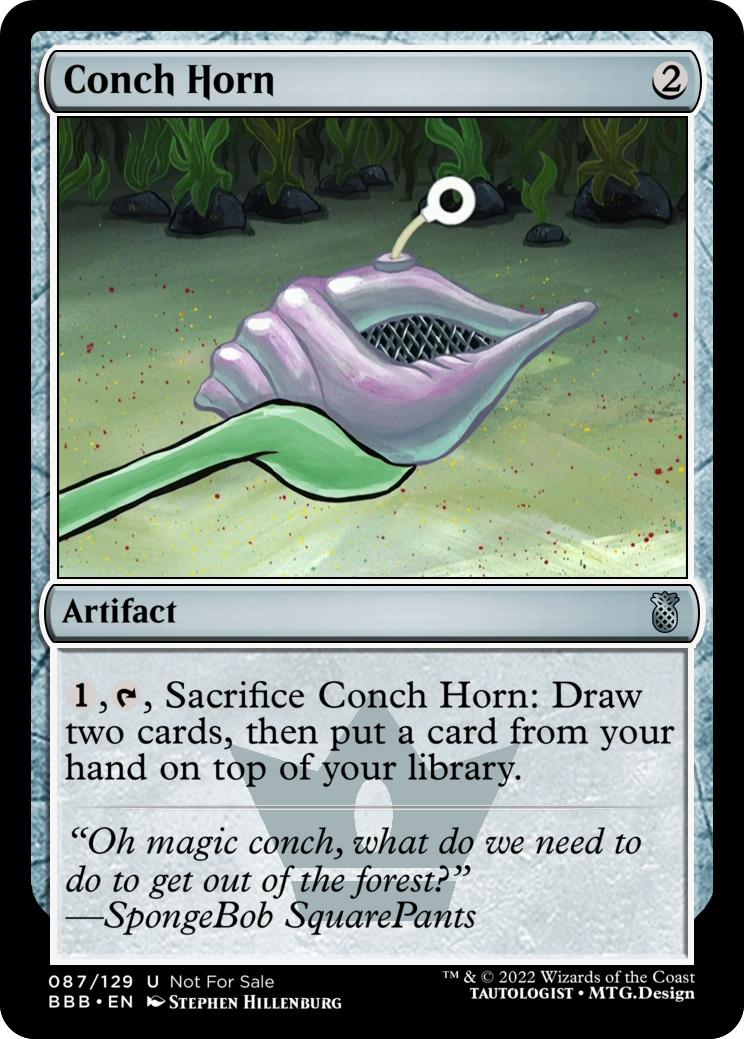 Conch Horn 2
Artifact
1, , Sacrifice Conch Horn: Draw
two cards, then put a card from your
hand on top of your library.
“Oh magic conch, what do we need to
do to get out of the forest?”
—SpongeBob SquarePants
087/129 U Not For Sale
BBB • EN Stephen Hillenburg
™ & © 2022 Wizards of the Coast
TAUTOLOGIST • MTG.Design